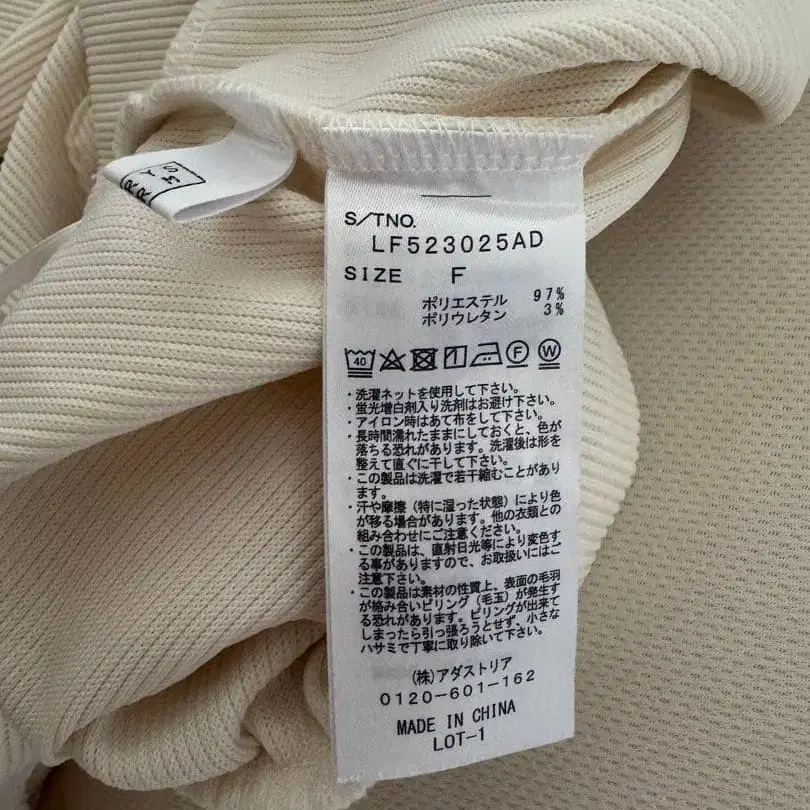 S/TNO.
LF523025AD
SIZE F
ポリエステル 97%
ポリウレタン 3%
40 F W
・洗濯ネットを使用して下さい。
・蛍光増白剤入り洗剤はお避け下さい。
・アイロン時はあて布をして下さい。
・長時間濡れたままにしておくと、色が
落ちる恐れがあります。洗濯後は形を
整えて直ぐに干して下さい。
・この製品は洗濯で若干縮むことがあり
ます。
・汗や摩擦（特に湿った状態）により色
が移る場合があります。他の衣類との
組み合わせにご注意ください。
・この製品は、直射日光等により変色す
る事がありますので、お取扱いにはご
注意下さい。
・この製品は素材の性質上、表面の毛羽
が絡み合いピリング（毛玉）が発生す
る恐れがあります。ピリングが出来て
しまったら引っ張ろうとせず、小さな
ハサミで丁寧に取り除いて下さい。
(株)アダストリア
0120-601-162
MADE IN CHINA
LOT-1